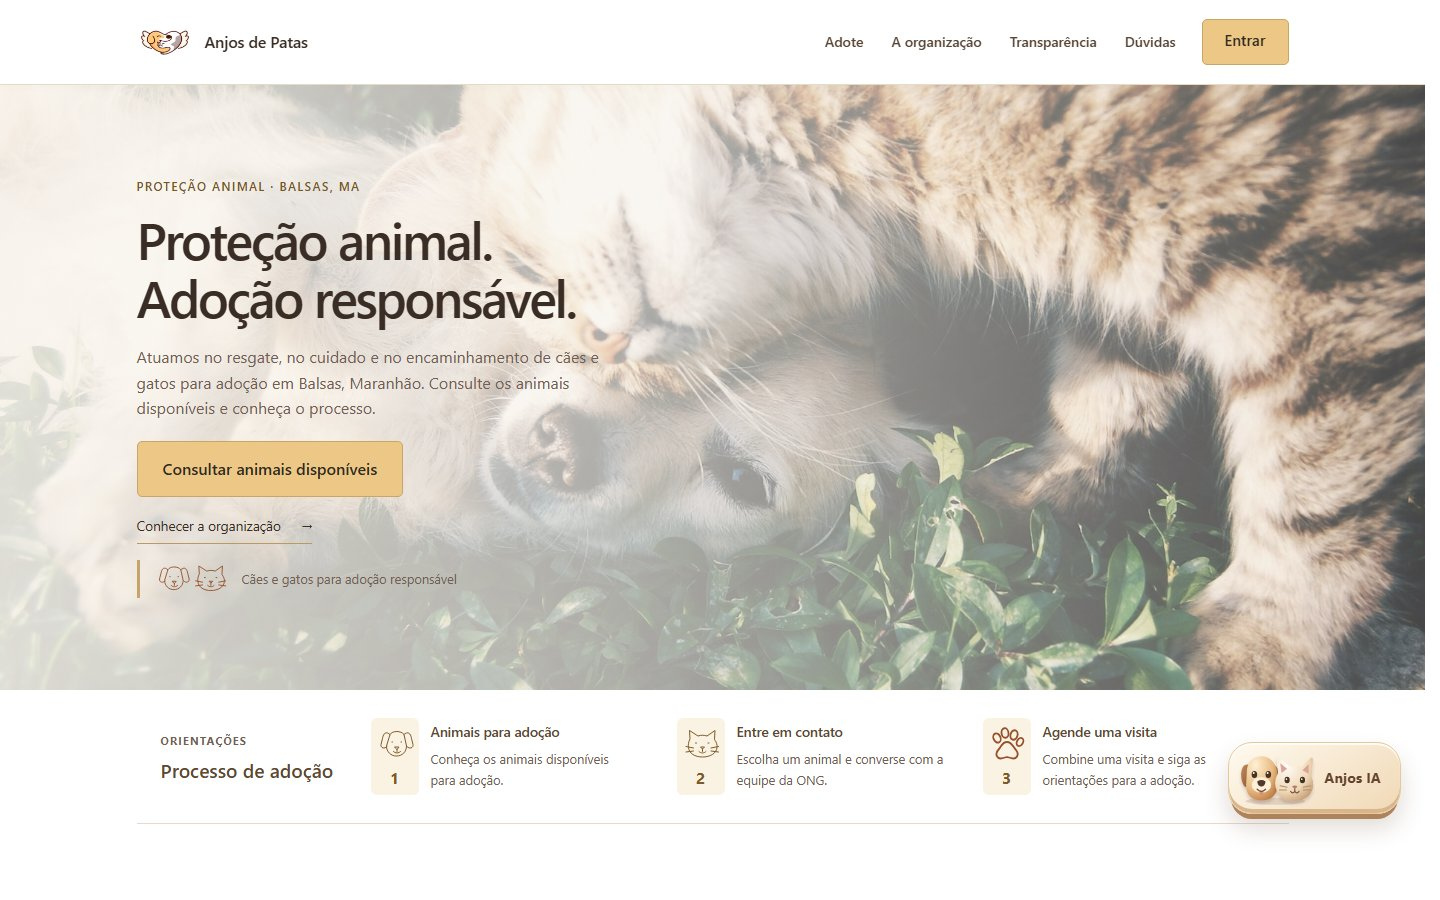 Anjos de Patas
Adote
A organização
Transparência
Dúvidas
Entrar
PROTEÇÃO ANIMAL · BALSAS, MA
Proteção animal.
Adoção responsável.
Atuamos no resgate, no cuidado e no encaminhamento de cães e
gatos para adoção em Balsas, Maranhão. Consulte os animais
disponíveis e conheça o processo.
Consultar animais disponíveis
Conhecer a organização →
Cães e gatos para adoção responsável
ORIENTAÇÕES
Processo de adoção
1
Animais para adoção
Conheça os animais disponíveis
para adoção.
2
Entre em contato
Escolha um animal e converse com a
equipe da ONG.
3
Agende uma visita
Combine uma visita e siga as
orientações para a adoção.
Anjos IA